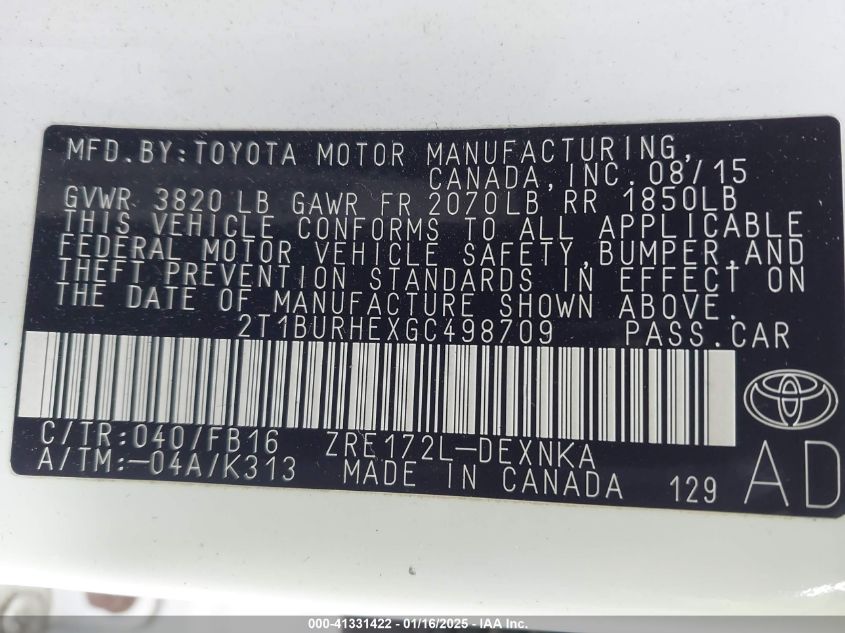 MFD.BY:TOYOTA MOTOR MANUFACTURING,
CANADA,INC. 08/15
GVWR 3820 LB GAWR FR 2070LB RR 1850LB
THIS VEHICLE CONFORMS TO ALL APPLICABLE
FEDERAL MOTOR VEHICLE SAFETY,BUMPER,AND
THEFT PREVENTION STANDARDS IN EFFECT ON
THE DATE OF MANUFACTURE SHOWN ABOVE.
2T1BURHEXGC498709 PASS.CAR
C/TR:040/FB16 ZRE172L-DEXNKA
A/TM:-04A/K313 MADE IN CANADA 129 AD
000-41331422 - 01/16/2025 - IAA Inc.